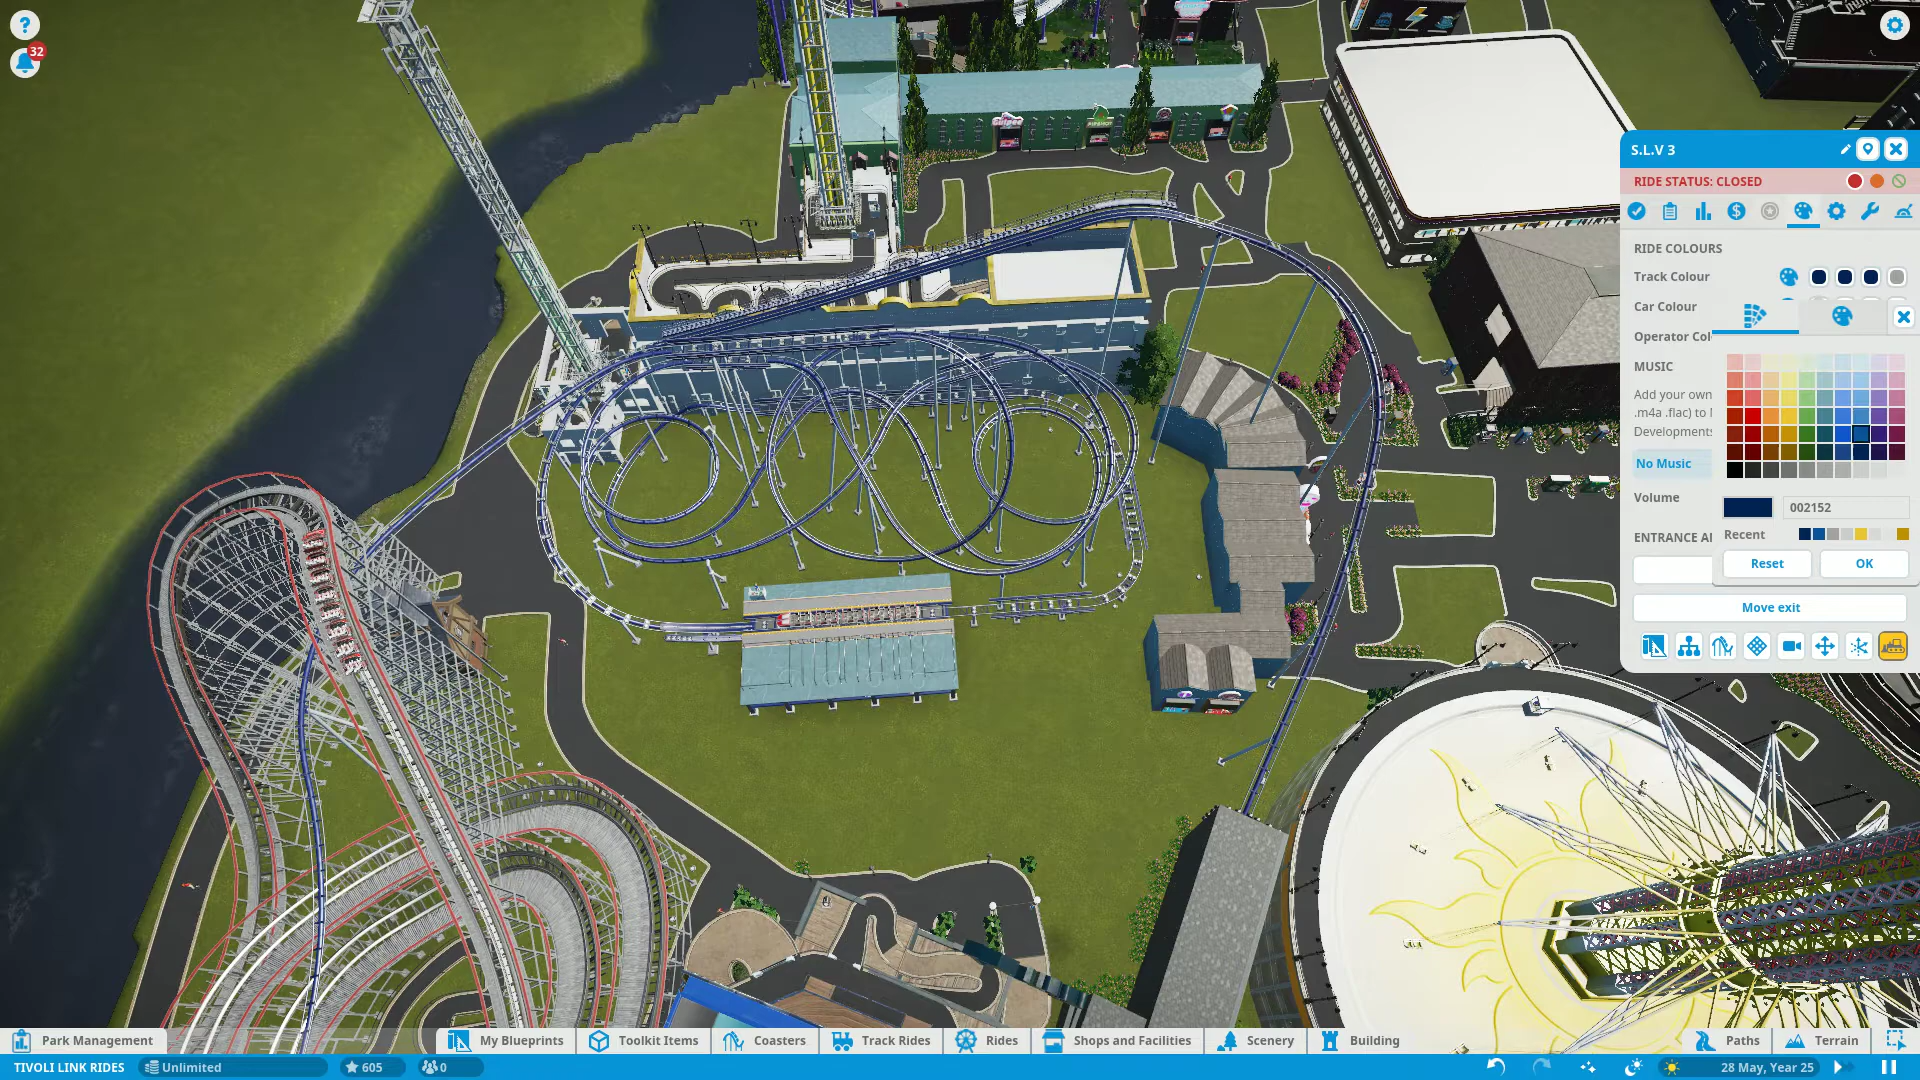 32
S.L.V 3
RIDE STATUS: CLOSED
RIDE COLOURS
Track Colour
Car Colour
Operator Col
MUSIC
Add your own
.m4a .flac) to
Developments
No Music
Volume
002152
Recent
ENTRANCE A
Reset
OK
Move exit
Gulpee
Park Management
My Blueprints
Toolkit Items
Coasters
Track Rides
Rides
Shops and Facilities
Scenery
Building
Paths
Terrain
TIVOLI LINK RIDES
Unlimited
605
0
28 May, Year 25